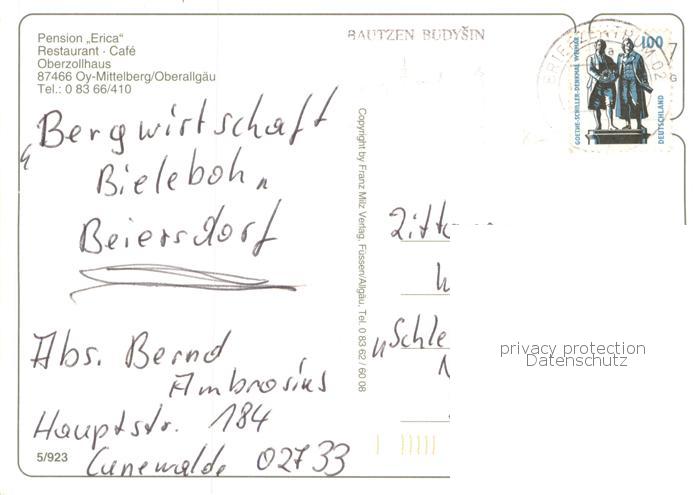 Pension „Erica"
Restaurant · Café
Oberzollhaus
87466 Oy-Mittelberg/Oberallgäu
Tel.: 0 83 66/410
"Bergwirtschaft
Bieleboh"
Beiersdorf
Abs. Bernd
Ambrosius
Hauptstr. 184
Cunewalde 02733
5/923
Copyright by Franz Milz Verlag, Füssen/Allgäu, Tel. 0 83 62 / 60 08
BAUTZEN BUDYŠIN
BRIEFZENTRUM 02
GOETHE-SCHILLER-DENKMAL WEIMAR
100
DEUTSCHLAND
privacy protection
Datenschutz